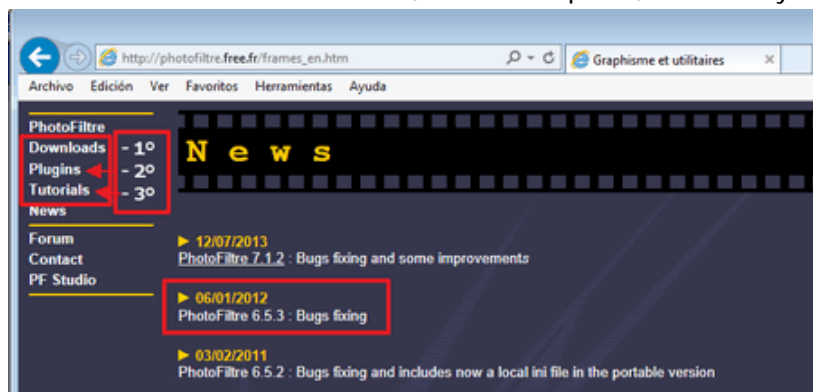 http://photofiltre.free.fr/frames_en.htm
Graphisme et utilitaires
Archivo Edición Ver Favoritos Herramientas Ayuda
PhotoFiltre
Downloads - 1º
Plugins - 2º
Tutorials - 3º
News
Forum
Contact
PF Studio
News
12/07/2013
PhotoFiltre 7.1.2 : Bugs fixing and some improvements
06/01/2012
PhotoFiltre 6.5.3 : Bugs fixing
03/02/2011
PhotoFiltre 6.5.2 : Bugs fixing and includes now a local ini file in the portable version